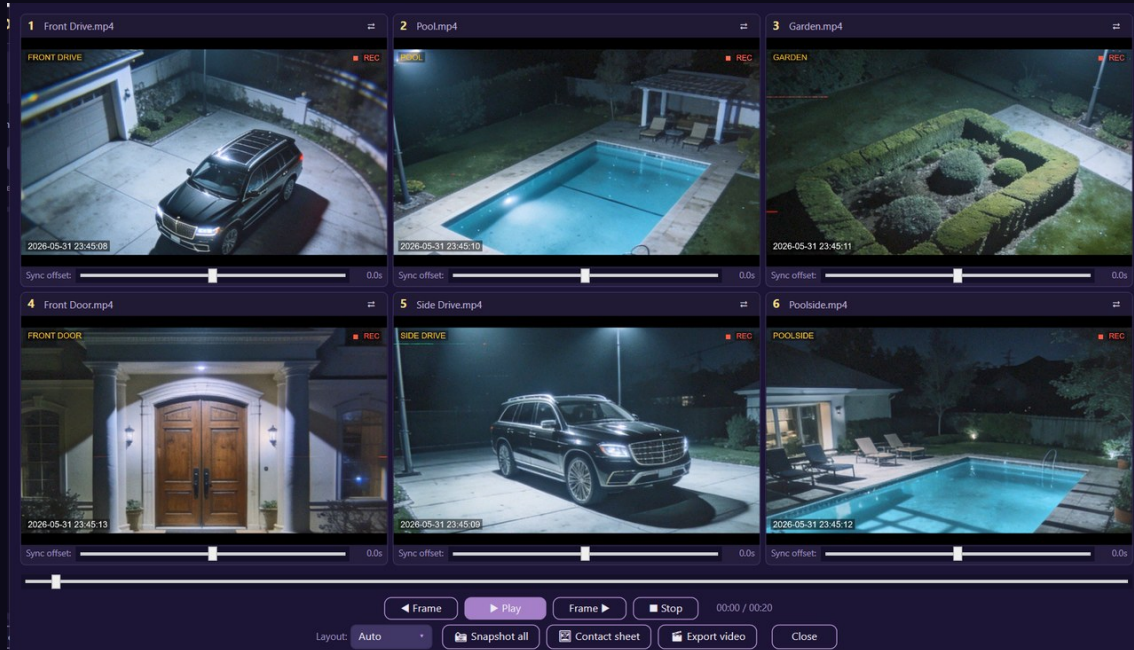 1 Front Drive.mp4
FRONT DRIVE
REC
2026-05-31 23:45:08
Sync offset: 0.0s
2 Pool.mp4
POOL
REC
2026-05-31 23:45:10
Sync offset: 0.0s
3 Garden.mp4
GARDEN
REC
2026-05-31 23:45:11
Sync offset: 0.0s
4 Front Door.mp4
FRONT DOOR
REC
2026-05-31 23:45:13
Sync offset: 0.0s
5 Side Drive.mp4
SIDE DRIVE
REC
2026-05-31 23:45:09
Sync offset: 0.0s
6 Poolside.mp4
POOLSIDE
REC
2026-05-31 23:45:12
Sync offset: 0.0s
Frame Play Frame Stop 00:00 / 00:20
Layout: Auto Snapshot all Contact sheet Export video Close